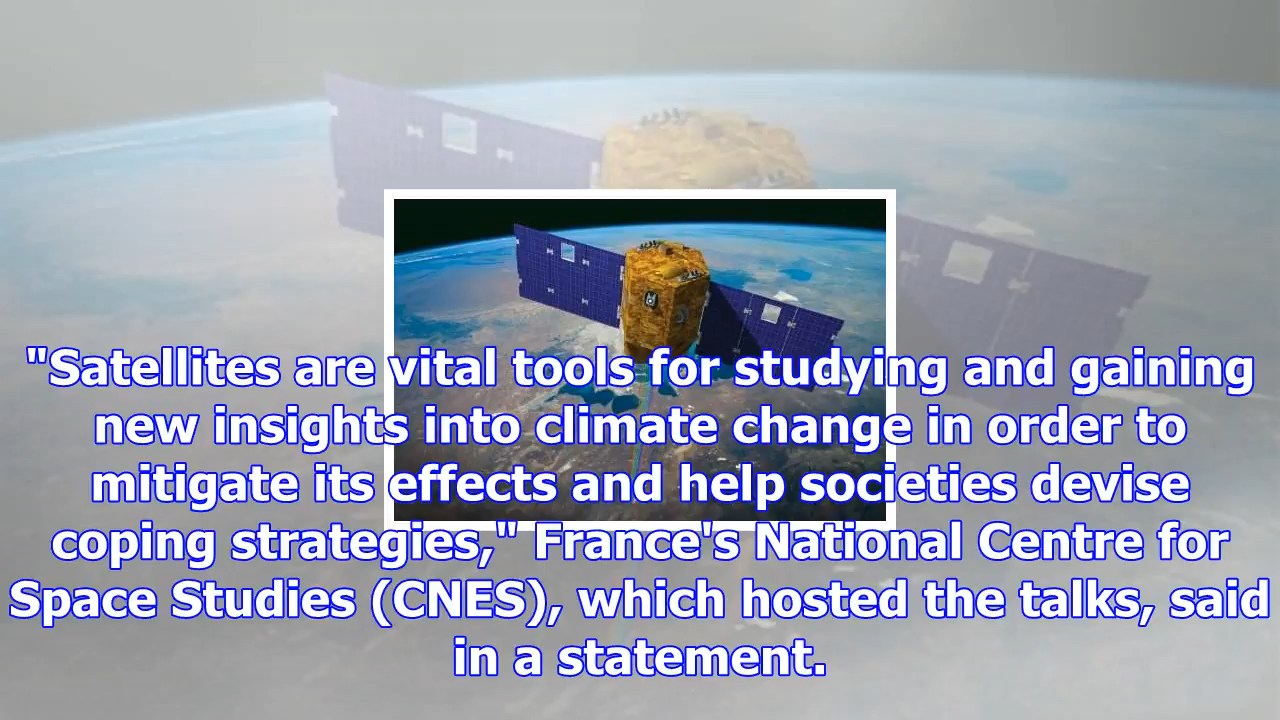 "Satellites are vital tools for studying and gaining
new insights into climate change in order to
mitigate its effects and help societies devise
coping strategies," France's National Centre for
Space Studies (CNES), which hosted the talks, said
in a statement.